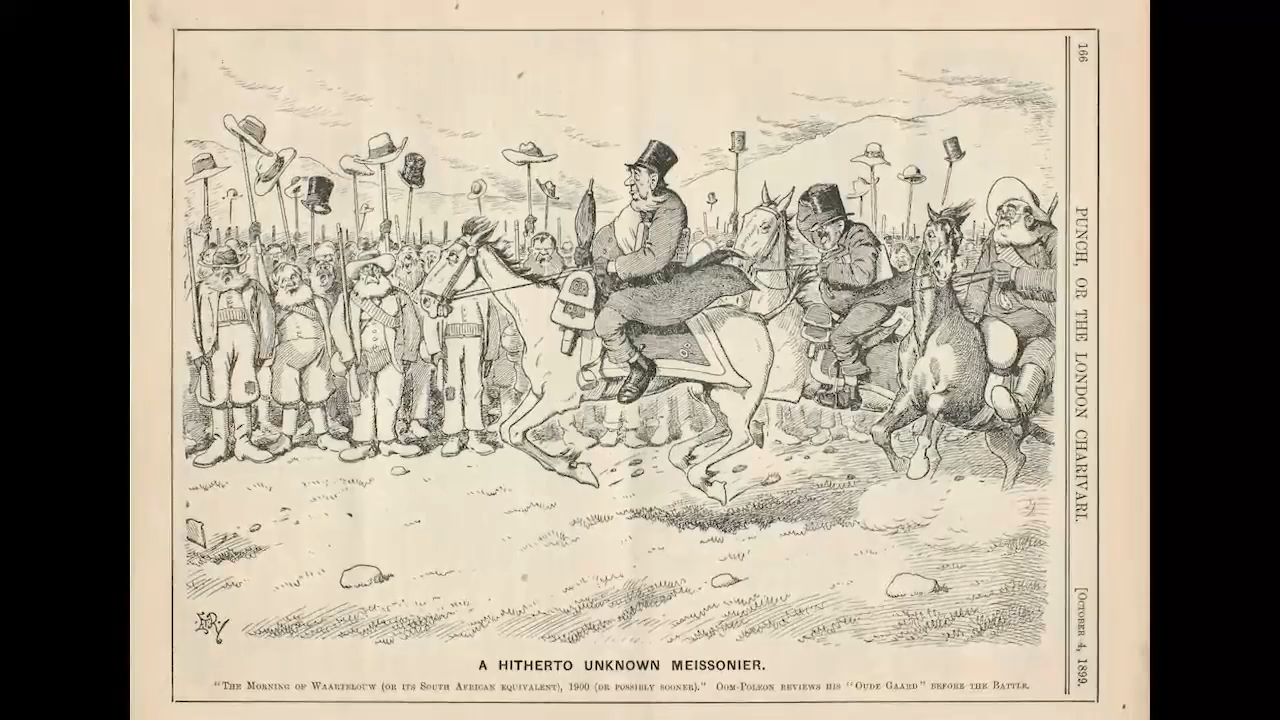 166
PUNCH, OR THE LONDON CHARIVARI.
[OCTOBER 4, 1899.
A HITHERTO UNKNOWN MEISSONIER.
"THE MORNING OF WAARTELOUW (OR ITS SOUTH AFRICAN EQUIVALENT), 1900 (OR POSSIBLY SOONER)." OOM-POLEON REVIEWS HIS "OUDE GAARD" BEFORE THE BATTLE.